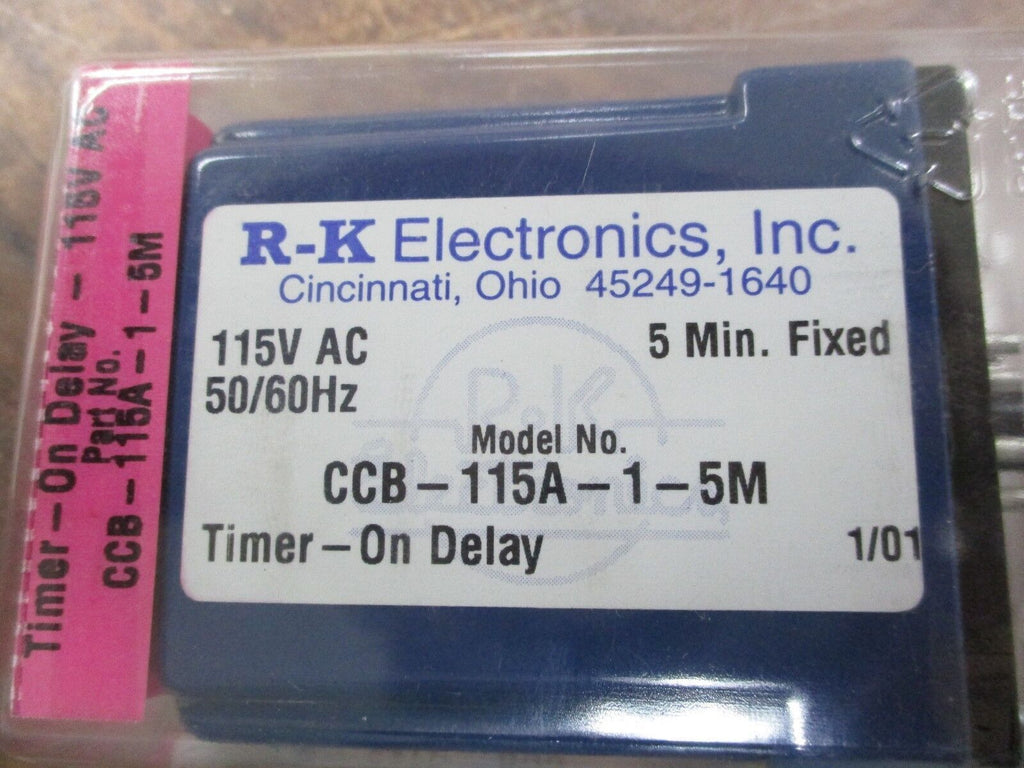 Timer-On Delay - 115V AC
Part No.
CCB-115A-1-5M
R-K Electronics, Inc.
Cincinnati, Ohio 45249-1640
115V AC
5 Min. Fixed
50/60Hz
R&K
Model No.
CCB-115A-1-5M
Timer-On Delay
1/01